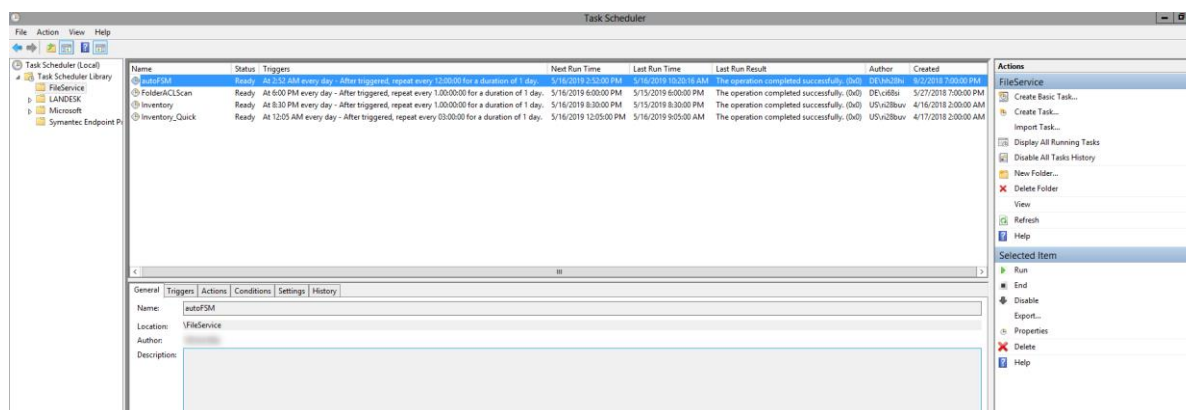 Task Scheduler
File Action View Help
Task Scheduler (Local)
Task Scheduler Library
FileService
LANDESK
Microsoft
Symantec Endpoint Pr
Name Status Triggers Next Run Time Last Run Time Last Run Result Author Created
autoFSM Ready At 2:52 AM every day - After triggered, repeat every 12:00:00 for a duration of 1 day. 5/16/2019 2:52:00 PM 5/16/2019 10:20:16 AM The operation completed successfully. (0x0) 9/2/2018 7:00:00 PM
FolderACLScan Ready At 6:00 PM every day - After triggered, repeat every 1.00:00:00 for a duration of 1 day. 5/16/2019 6:00:00 PM 5/15/2019 6:00:00 PM The operation completed successfully. (0x0) DE\ci68si 5/27/2018 7:00:00 PM
Inventory Ready At 8:30 PM every day - After triggered, repeat every 1.00:00:00 for a duration of 1 day. 5/16/2019 8:30:00 PM 5/15/2019 8:30:00 PM The operation completed successfully. (0x0) US\ri28buv 4/16/2018 2:00:00 AM
Inventory_Quick Ready At 12:05 AM every day - After triggered, repeat every 03:00:00 for a duration of 1 day. 5/16/2019 12:05:00 PM 5/16/2019 9:05:00 AM The operation completed successfully. (0x0) US\ri28buv 4/17/2018 2:00:00 AM
General Triggers Actions Conditions Settings History
Name: autoFSM
Location: \FileService
Author:
Description:
Actions
FileService
Create Basic Task...
Create Task...
Import Task...
Display All Running Tasks
Disable All Tasks History
New Folder...
Delete Folder
View
Refresh
Help
Selected Item
Run
End
Disable
Export...
Properties
Delete
Help